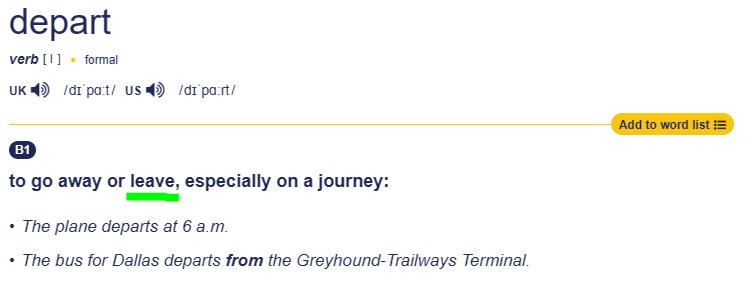 depart
verb [ I ] • formal
UK /dɪˈpɑːt/ US /dɪˈpɑːrt/
Add to word list
B1
to go away or leave, especially on a journey:
• The plane departs at 6 a.m.
• The bus for Dallas departs from the Greyhound-Trailways Terminal.